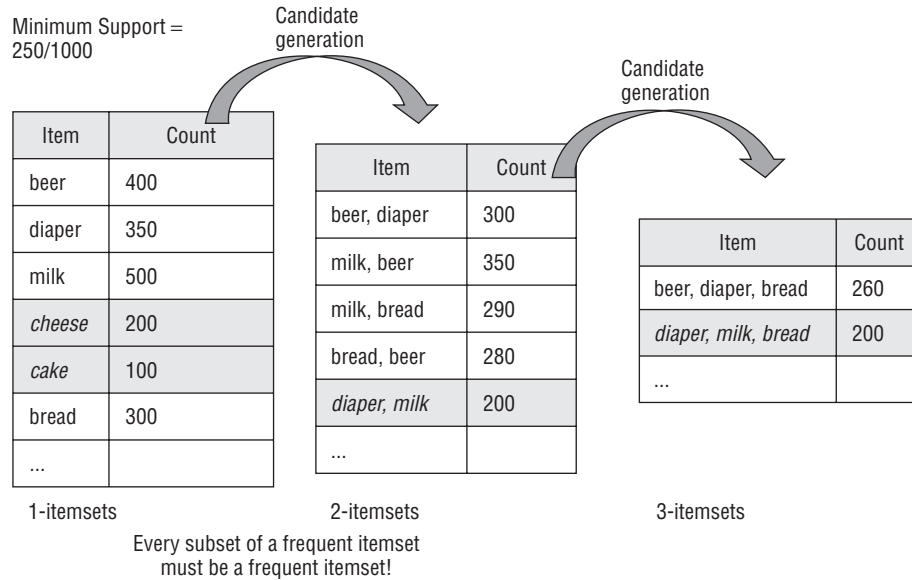 Minimum Support =
250/1000
Candidate
generation
Candidate
generation
Item Count
beer 400
diaper 350
milk 500
cheese 200
cake 100
bread 300
...
1-itemsets
Item Count
beer, diaper 300
milk, beer 350
milk, bread 290
bread, beer 280
diaper, milk 200
...
2-itemsets
Item Count
beer, diaper, bread 260
diaper, milk, bread 200
...
3-itemsets
Every subset of a frequent itemset
must be a frequent itemset!